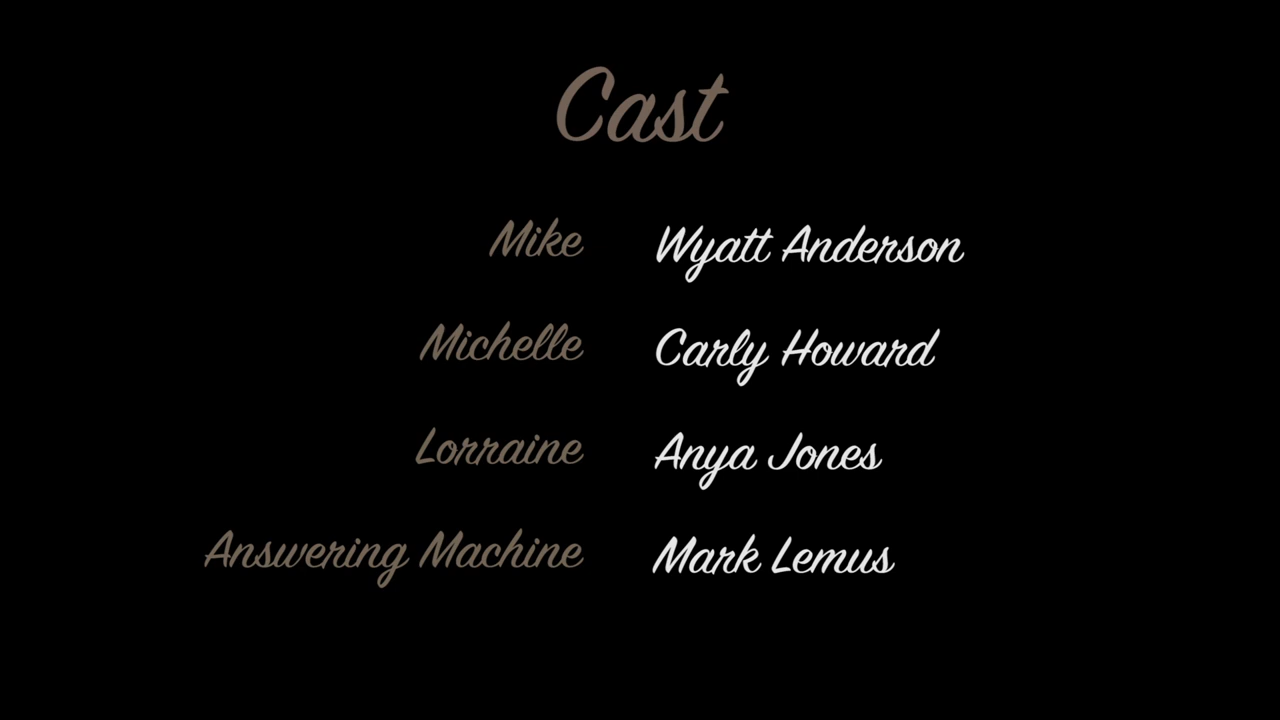 Cast
Mike Wyatt Anderson
Michelle Carly Howard
Lorraine Anya Jones
Answering Machine Mark Lemus